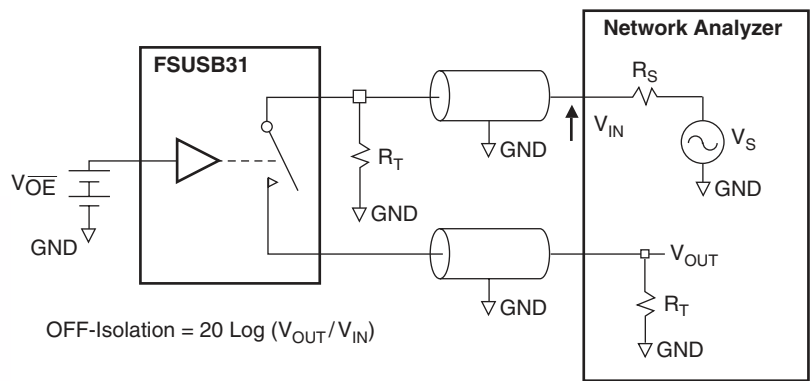 Network Analyzer
FSUSB31
R_S
V_IN
V_S
GND
GND
R_T
GND
V_OE̅
GND
V_OUT
R_T
GND
GND
OFF-Isolation = 20 Log (V_OUT/V_IN)